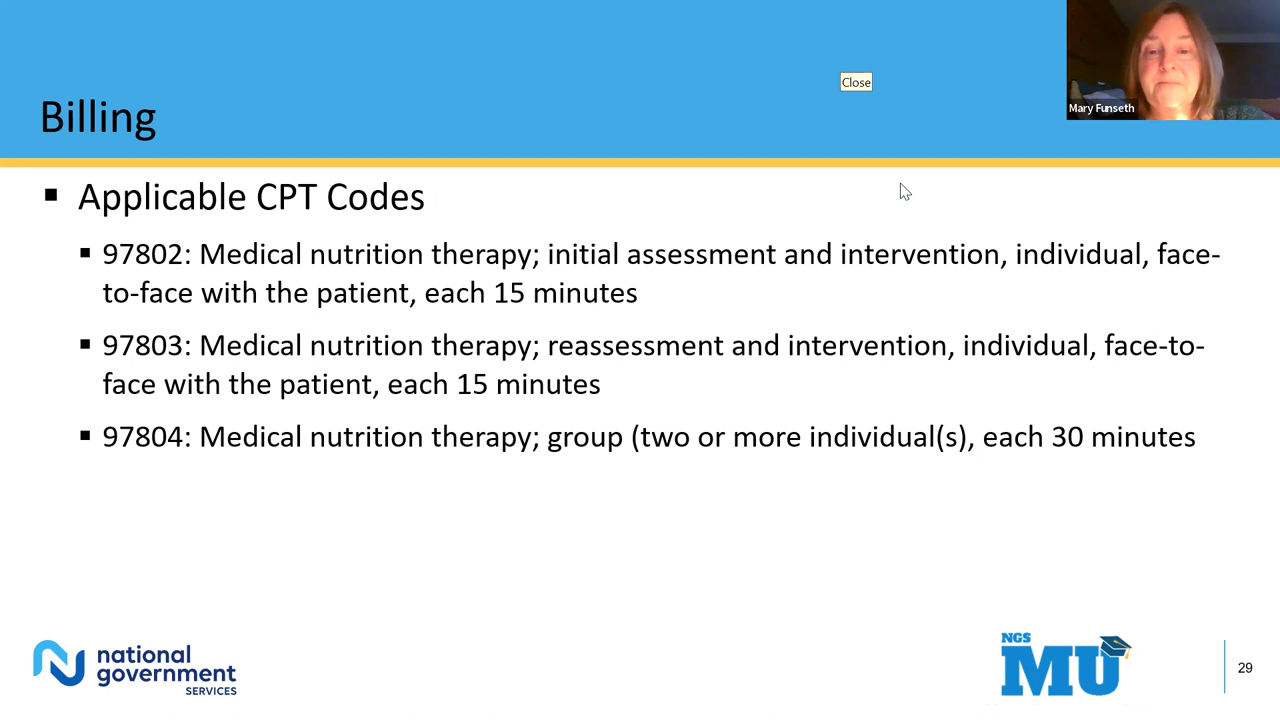 Close
Mary Funseth
Billing
Applicable CPT Codes
97802: Medical nutrition therapy; initial assessment and intervention, individual, face-
to-face with the patient, each 15 minutes
97803: Medical nutrition therapy; reassessment and intervention, individual, face-to-
face with the patient, each 15 minutes
97804: Medical nutrition therapy; group (two or more individual(s), each 30 minutes
national
government
SERVICES
NGS
MU
29